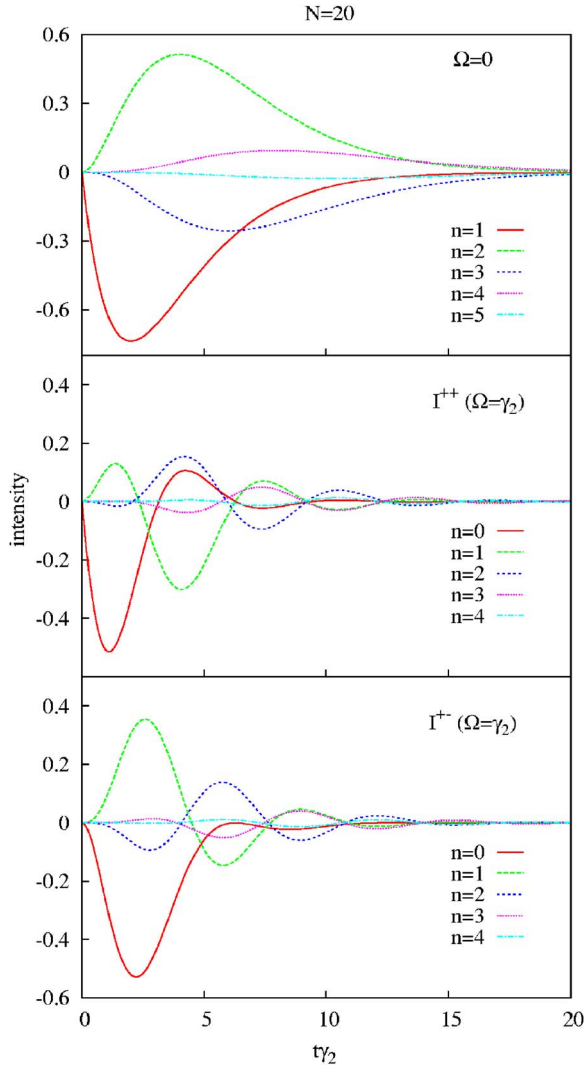 N=20
0.6
Ω=0
0.3
0
-0.3
n=1
n=2
n=3
-0.6
n=4
n=5
0.4
I⁺⁺ (Ω=γ₂)
0.2
intensity
0
n=0
-0.2
n=1
n=2
n=3
-0.4
n=4
0.4
I⁺⁻ (Ω=γ₂)
0.2
0
n=0
-0.2
n=1
n=2
-0.4
n=3
n=4
-0.6
0 5 10 15 20
tγ₂